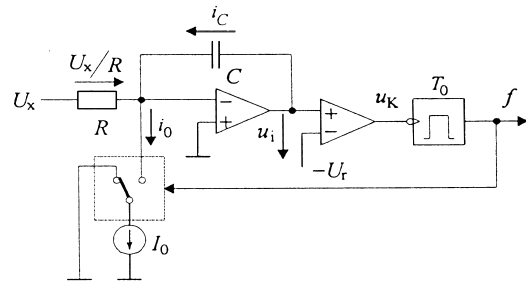 i_C
U_x/R
C
T_0
U_x
R
i_0
u_i
u_K
f
−
+
+
−
−U_r
I_0